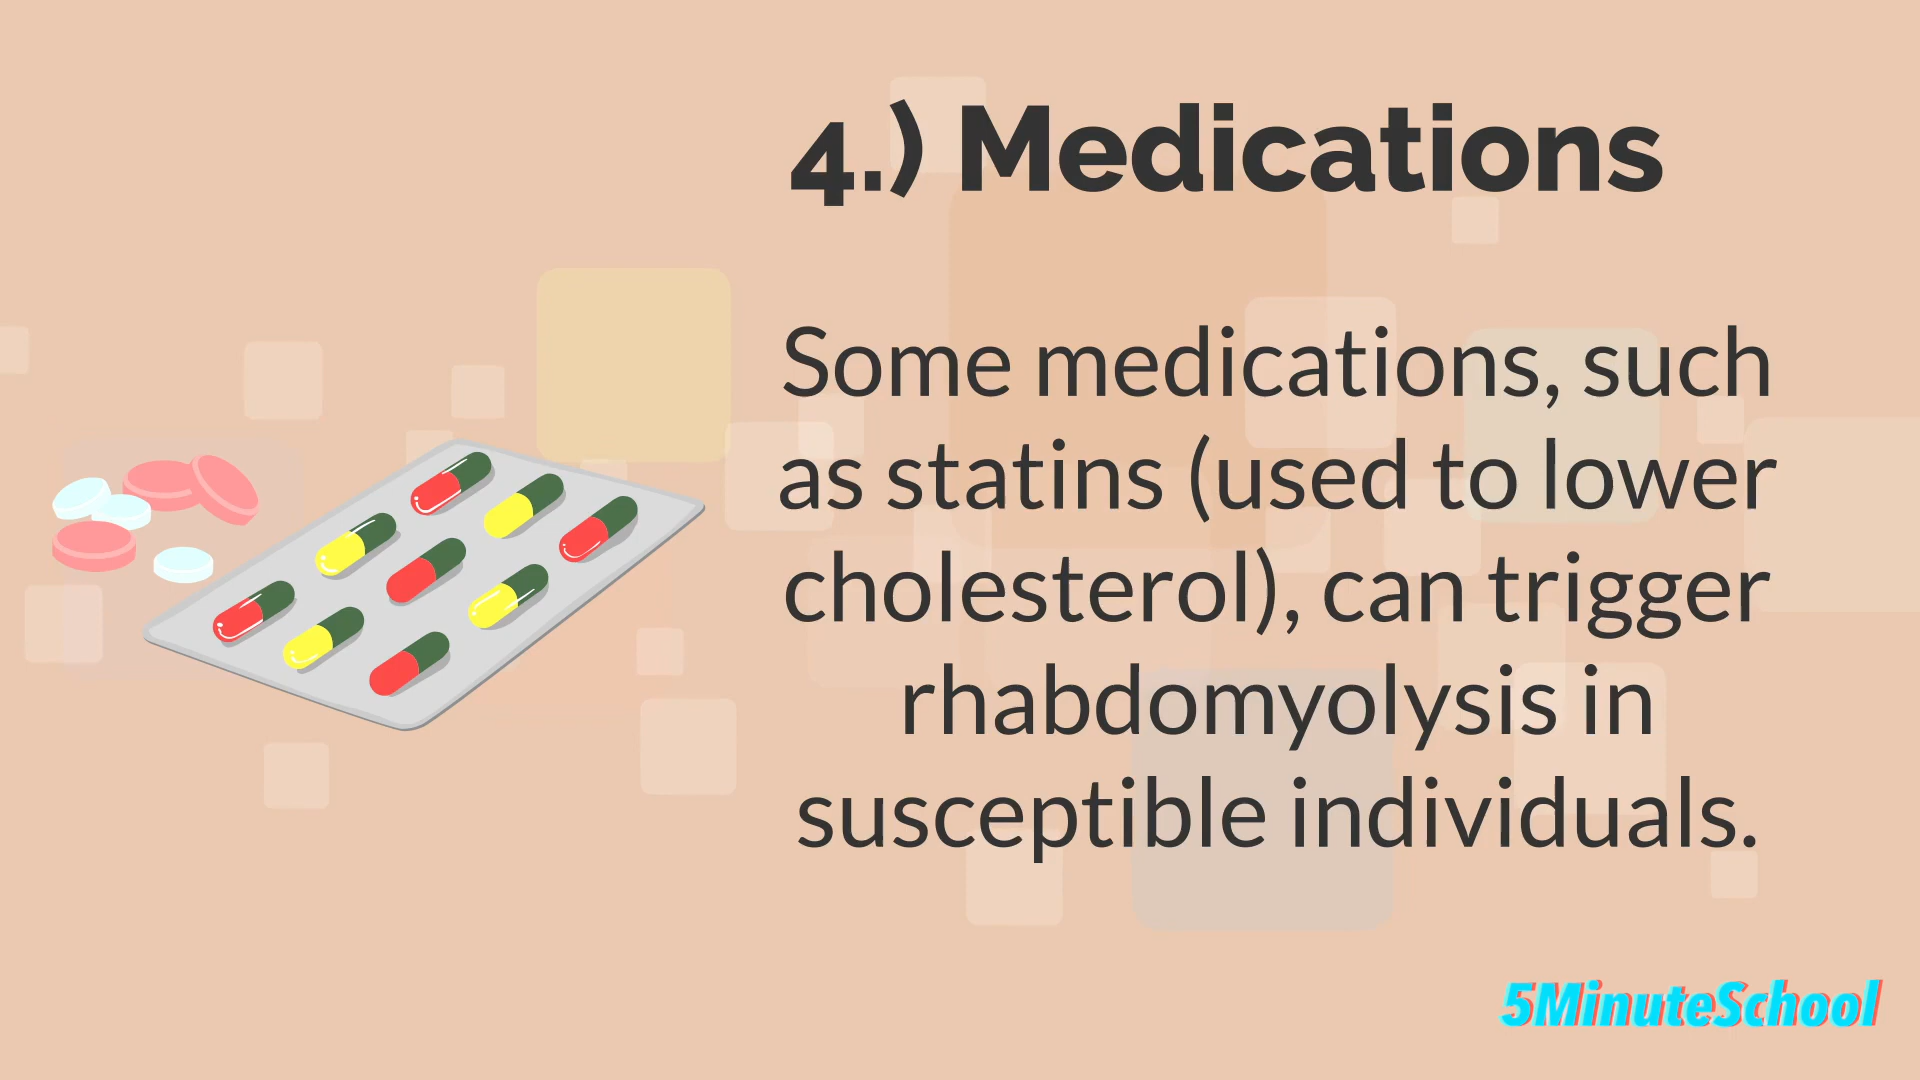 4.) Medications
Some medications, such
as statins (used to lower
cholesterol), can trigger
rhabdomyolysis in
susceptible individuals.
5MinuteSchool